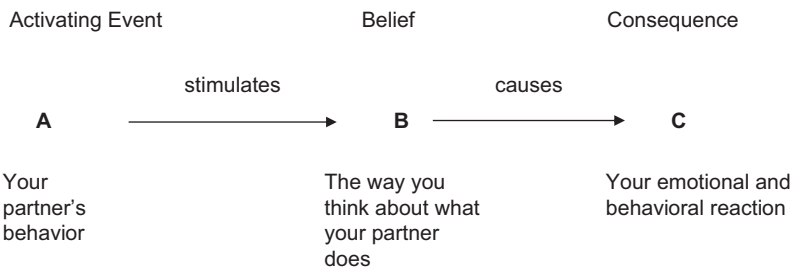 Activating Event Belief Consequence
stimulates causes
A B C
Your The way you Your emotional and
partner's think about what behavioral reaction
behavior your partner
does